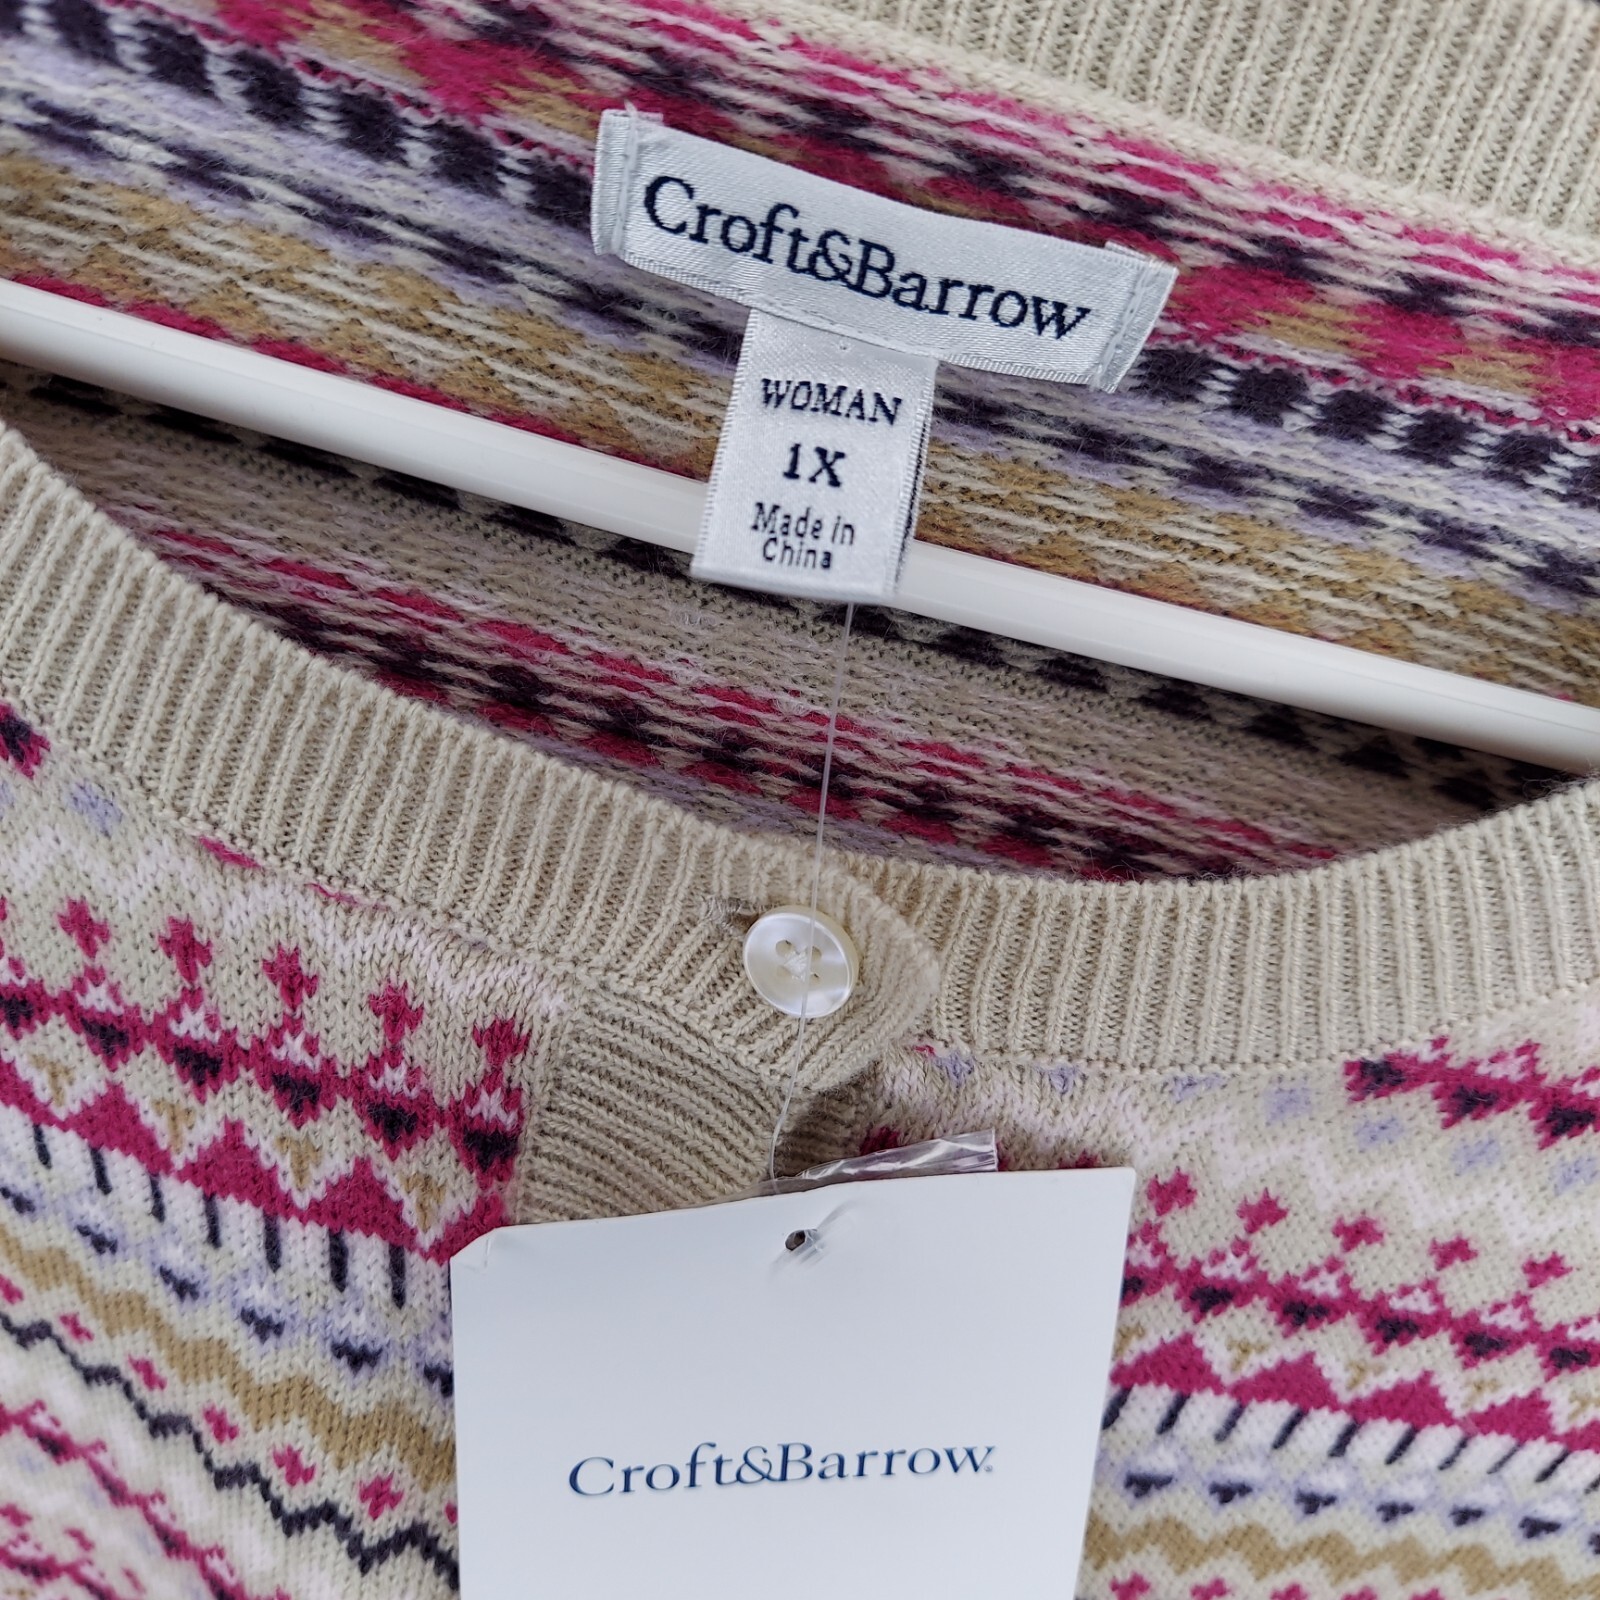 Croft&Barrow
WOMAN
1X
Made in
China
Croft&Barrow.